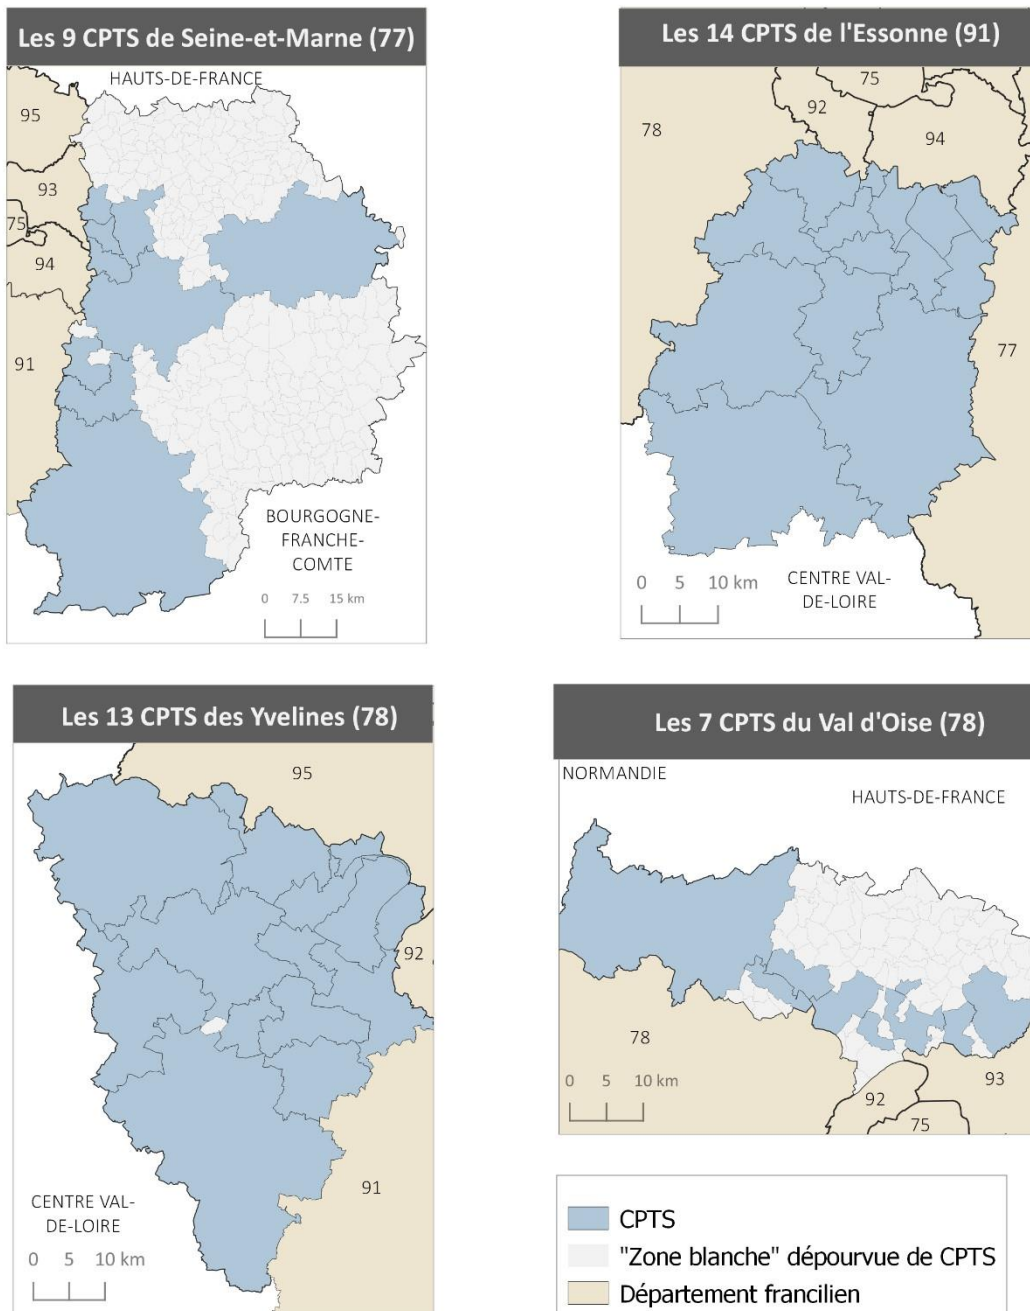 Les 9 CPTS de Seine-et-Marne (77)
HAUTS-DE-FRANCE
95
93
75
94
91
BOURGOGNE-
FRANCHE-
COMTE
0 7.5 15 km
Les 14 CPTS de l'Essonne (91)
75
92
78
94
77
0 5 10 km
CENTRE VAL-
DE-LOIRE
Les 13 CPTS des Yvelines (78)
95
92
91
CENTRE VAL-
DE-LOIRE
0 5 10 km
Les 7 CPTS du Val d'Oise (78)
NORMANDIE
HAUTS-DE-FRANCE
78
0 5 10 km
93
92
75
CPTS
"Zone blanche" dépourvue de CPTS
Département francilien